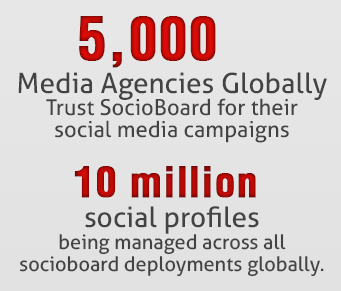 5,000
Media Agencies Globally
Trust SocioBoard for their
social media campaigns
10 million
social profiles
being managed across all
socioboard deployments globally.